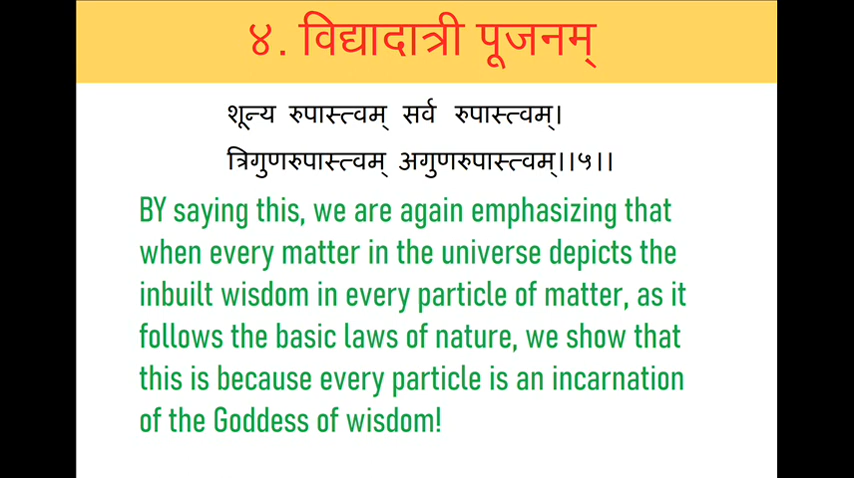 ४. विद्यादात्री पूजनम्
शून्य रुपास्त्वम् सर्व रुपास्त्वम्।
त्रिगुणरुपास्त्वम् अगुणरुपास्त्वम्।।५।।
BY saying this, we are again emphasizing that
when every matter in the universe depicts the
inbuilt wisdom in every particle of matter, as it
follows the basic laws of nature, we show that
this is because every particle is an incarnation
of the Goddess of wisdom!